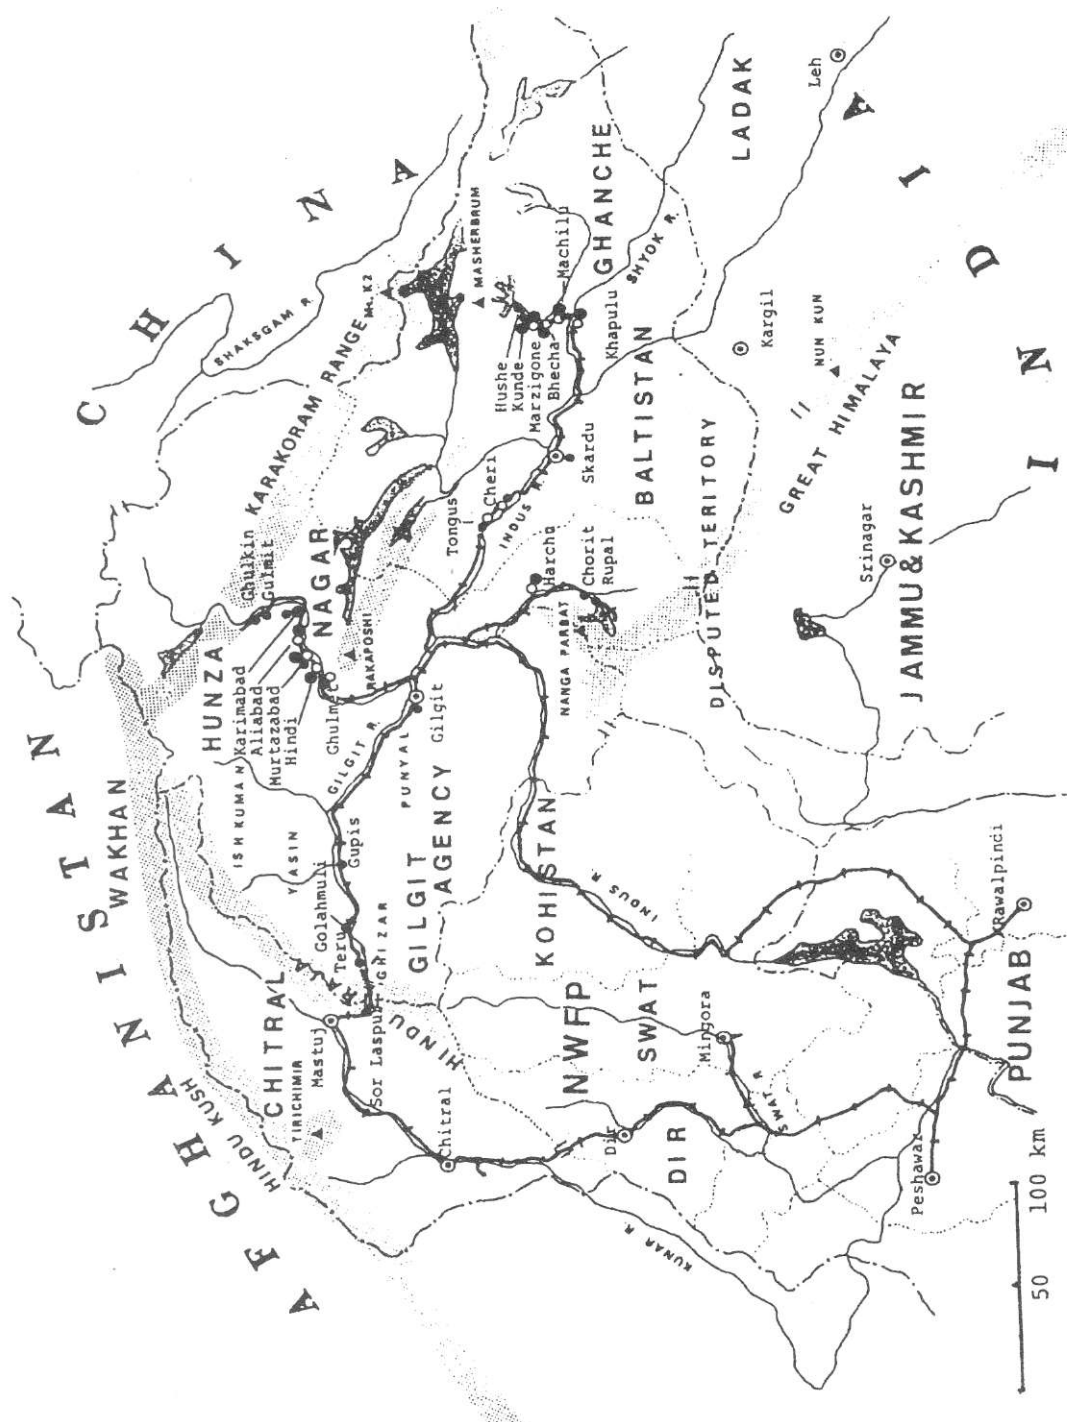 AFGHANISTAN
CHINA
INDIA
WAKHAN
HINDU KUSH
TIRICHIMIR
CHITRAL
Mastuj
Sor Laspur
Chitral
HINDU
RAJ
Teru
GHIZAR
Golahmuli
Gupis
YASIN
ISHKUMAN
PUNYAL
GILGIT R.
GILGIT
AGENCY
Gilgit
HUNZA
Karimabad
Aliabad
Murtazabad
Hindi
Ghulmet
Ghulkin
Gulmit
NAGAR
RAKAPOSHI
KARAKORAM RANGE
SHAKSGAM R.
Mt. K2
MASHERBRUM
Hushe
Kunde
Marzigone
Bhecha
Machilu
Khapulu
GHANCHE
SHYOK R.
LADAK
Leh
Tongus
Cheri
INDUS R.
Skardu
BALTISTAN
Harchu
Chorit
Rupal
NANGA PARBAT
DISPUTED TERITORY
Kargil
NUN KUN
GREAT HIMALAYA
Srinagar
JAMMU & KASHMIR
KOHISTAN
INDUS R.
NWFP
SWAT
Mingora
SWAT R.
Dir
DIR
KUNAR R.
Peshawar
Rawalpindi
PUNJAB
50
100 km